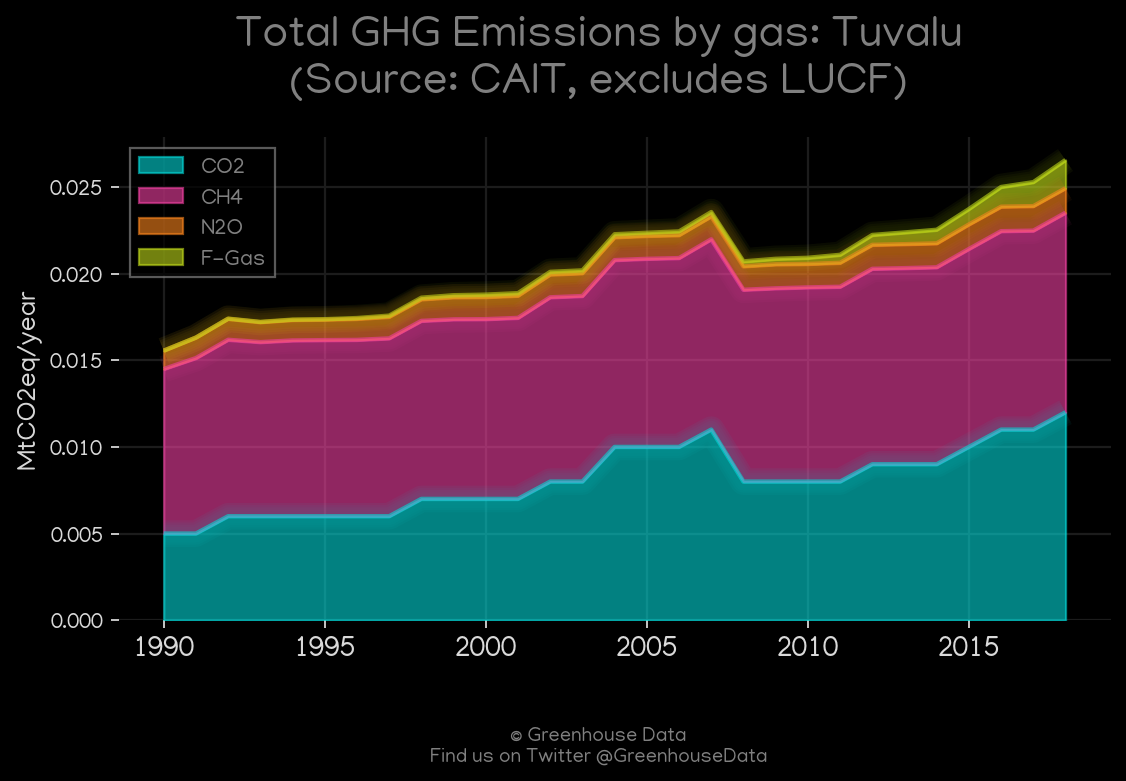 Total GHG Emissions by gas: Tuvalu
(Source: CAIT, excludes LUCF)
CO2
CH4
N2O
F-Gas
MtCO2eq/year
0.025
0.020
0.015
0.010
0.005
0.000
1990 1995 2000 2005 2010 2015
© Greenhouse Data
Find us on Twitter @GreenhouseData